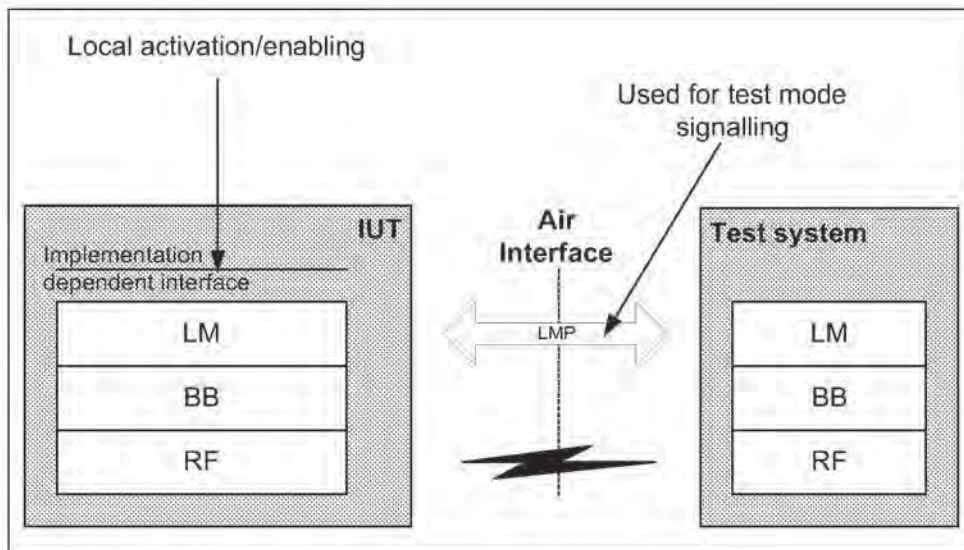 Local activation/enabling
Used for test mode
signalling
IUT
Implementation
dependent interface
LM
BB
RF
Air
Interface
LMP
Test system
LM
BB
RF